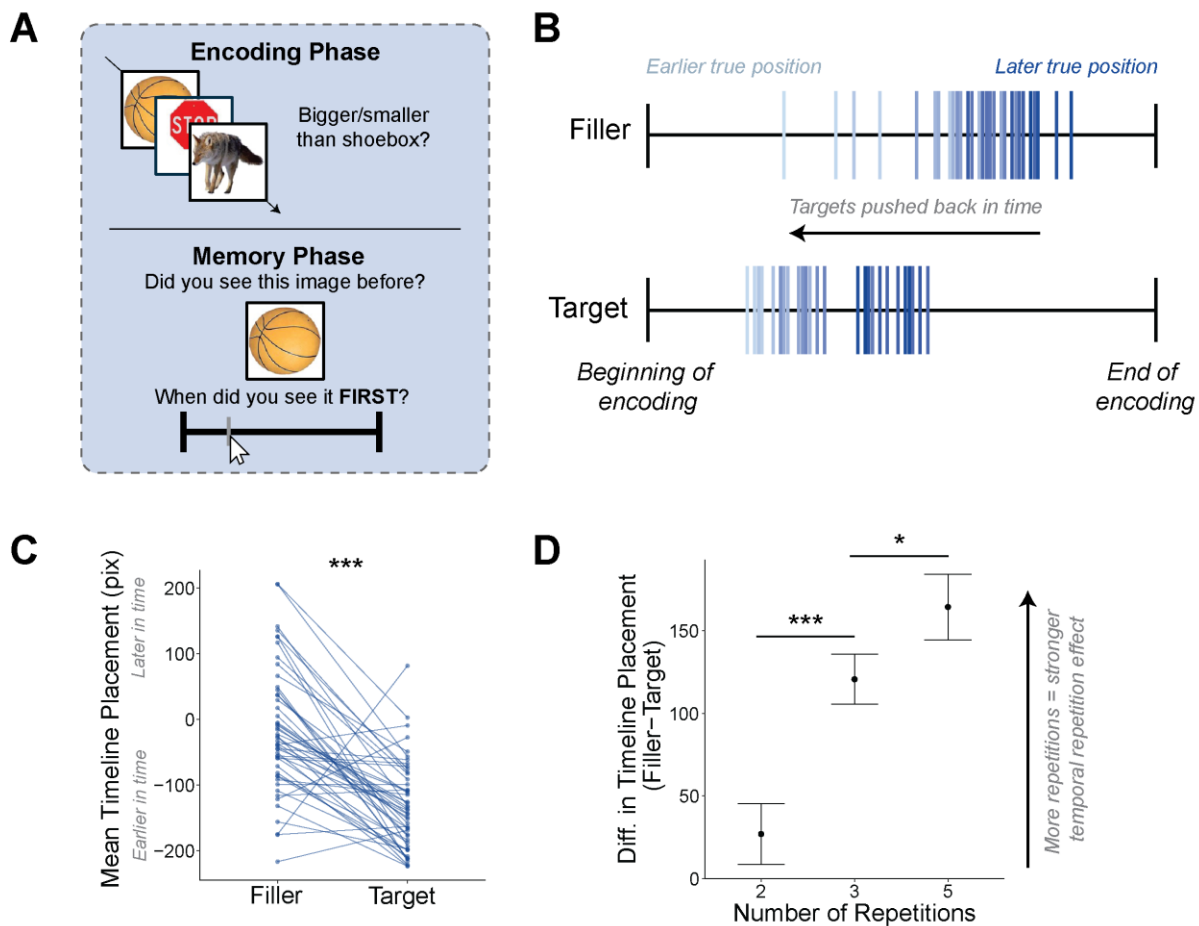 A
Encoding Phase
STOP
Bigger/smaller
than shoebox?
Memory Phase
Did you see this image before?
When did you see it FIRST?
B
Earlier true position
Later true position
Filler
Targets pushed back in time
Target
Beginning of
encoding
End of
encoding
C
Mean Timeline Placement (pix)
Earlier in time
Later in time
***
200
100
0
−100
−200
Filler
Target
D
Diff. in Timeline Placement
(Filler−Target)
150
100
50
0
***
*
2
3
5
Number of Repetitions
More repetitions = stronger
temporal repetition effect